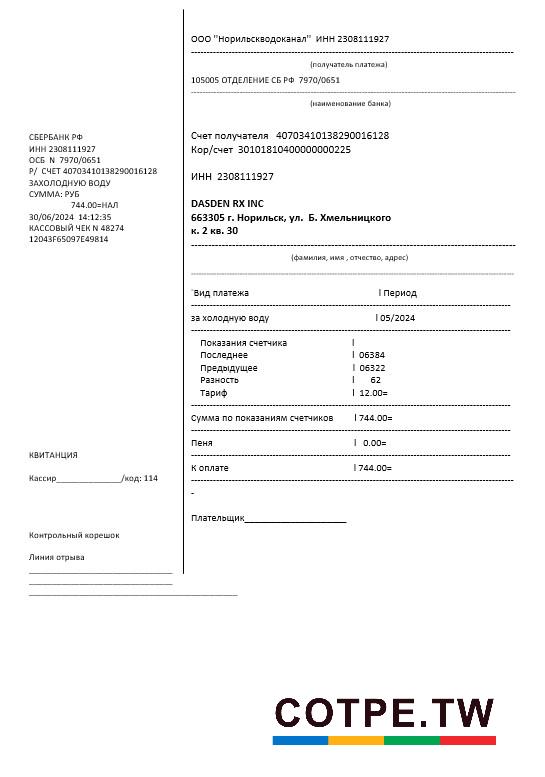 ООО "Норильскводоканал" ИНН 2308111927
(получатель платежа)
105005 ОТДЕЛЕНИЕ СБ РФ 7970/0651
(наименование банка)
СБЕРБАНК РФ
ИНН 2308111927
ОСБ N 7970/0651
Р/ СЧЕТ 40703410138290016128
ЗАХОЛОДНУЮ ВОДУ
СУММА: РУБ
744.00=НАЛ
30/06/2024 14:12:35
КАССОВЫЙ ЧЕК N 48274
12043F65097E49814
Счет получателя 40703410138290016128
Кор/счет 30101810400000000225
ИНН 2308111927
DASDEN RX INC
663305 г. Норильск, ул. Б. Хмельницкого
к. 2 кв. 30
(фамилия, имя , отчество, адрес)
`Вид платежа l Период
за холодную воду l 05/2024
Показания счетчика l
Последнее l 06384
Предыдущее l 06322
Разность l 62
Тариф l 12.00=
Сумма по показаниям счетчиков l 744.00=
Пеня l 0.00=
К оплате l 744.00=
-
Плательщик____________________
КВИТАНЦИЯ
Кассир______________/код: 114
Контрольный корешок
Линия отрыва
COTPE.TW